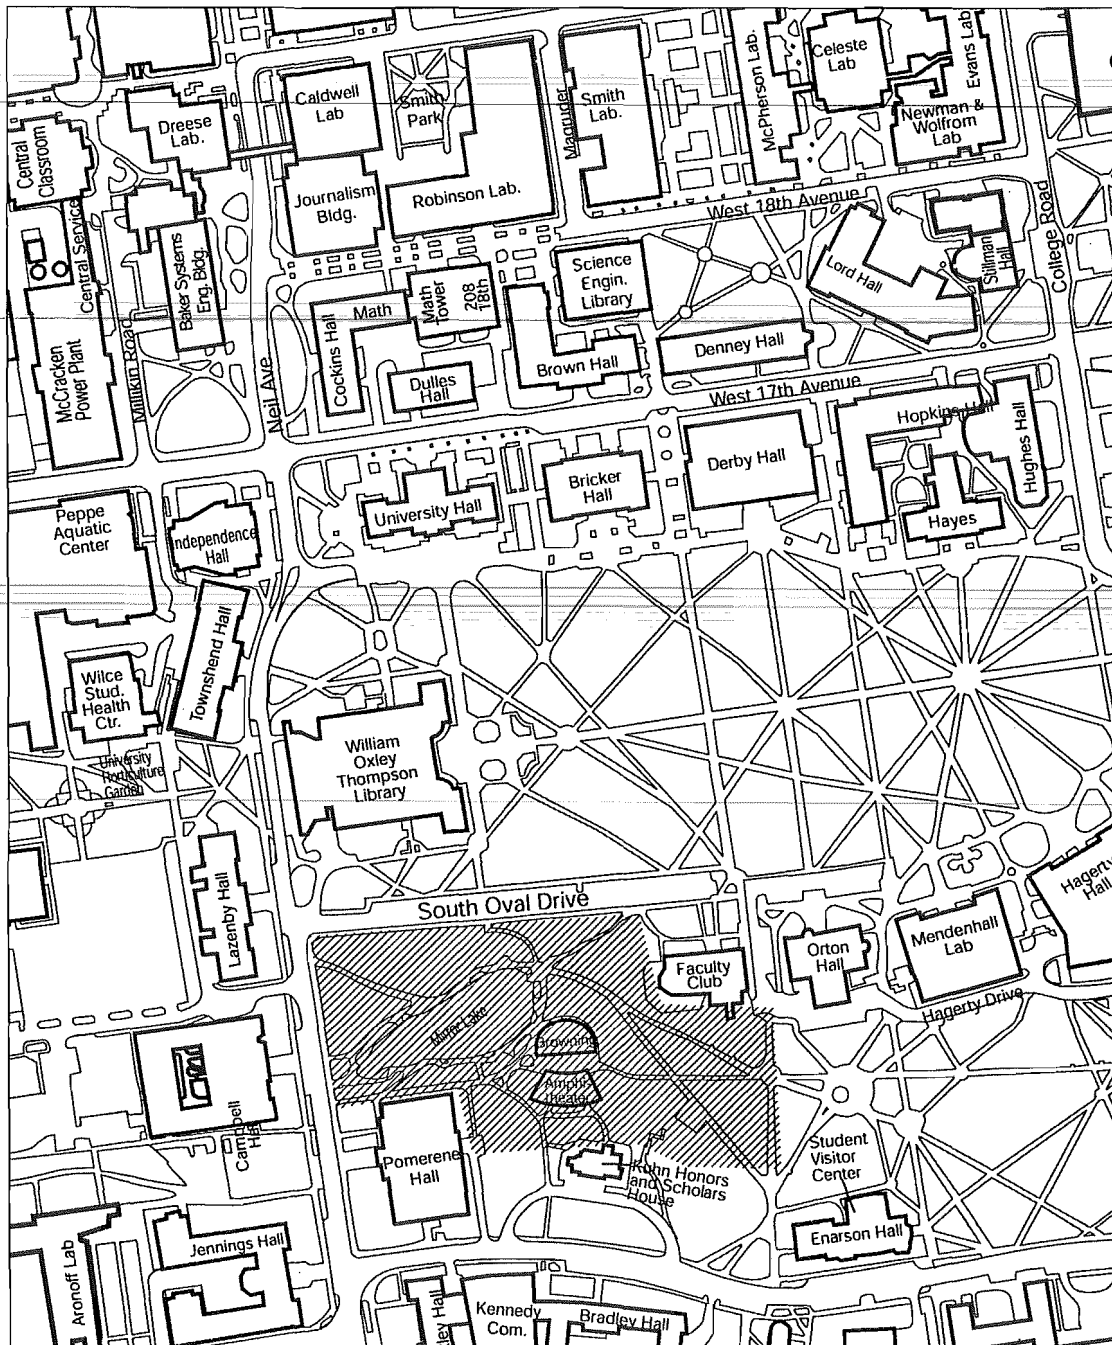 Caldwell
Lab
Smith
Park
Dreese
Lab.
Central
Classroom
Journalism
Bldg.
Robinson Lab.
Magruder
Smith
Lab.
McPherson Lab.
Celeste
Lab
Evans Lab
Newman &
Wolfrom Lab
West 18th Avenue
College Road
Central Service
Baker Systems
Eng. Bldg.
McCracken
Power Plant
Millikin Road
Neil Ave
Cockins Hall
Math
Math
Tower
208
18th
Science
Engin.
Library
Lord Hall
Stillman
Hall
Dulles
Hall
Brown Hall
Denney Hall
West 17th Avenue
Hopkins Hall
Hughes Hall
Peppe
Aquatic
Center
ndependence
Hall
University Hall
Bricker
Hall
Derby Hall
Hayes
Townshend Hall
Wilce
Stud.
Health
Ctr.
University
Horticulture
Garden
William
Oxley
Thompson
Library
Lazenby Hall
South Oval Drive
Faculty
Club
Orton
Hall
Mendenhall
Lab
Hagerty
Hall
Hagerty Drive
Mirror Lake
Browning
Amphi
theater
Campbell
Hall
Pomerene
Hall
Kuhn Honors
and Scholars
House
Student
Visitor
Center
Enarson Hall
Aronoff Lab
Jennings Hall
ley Hall
Kennedy
Com.
Bradley Hall